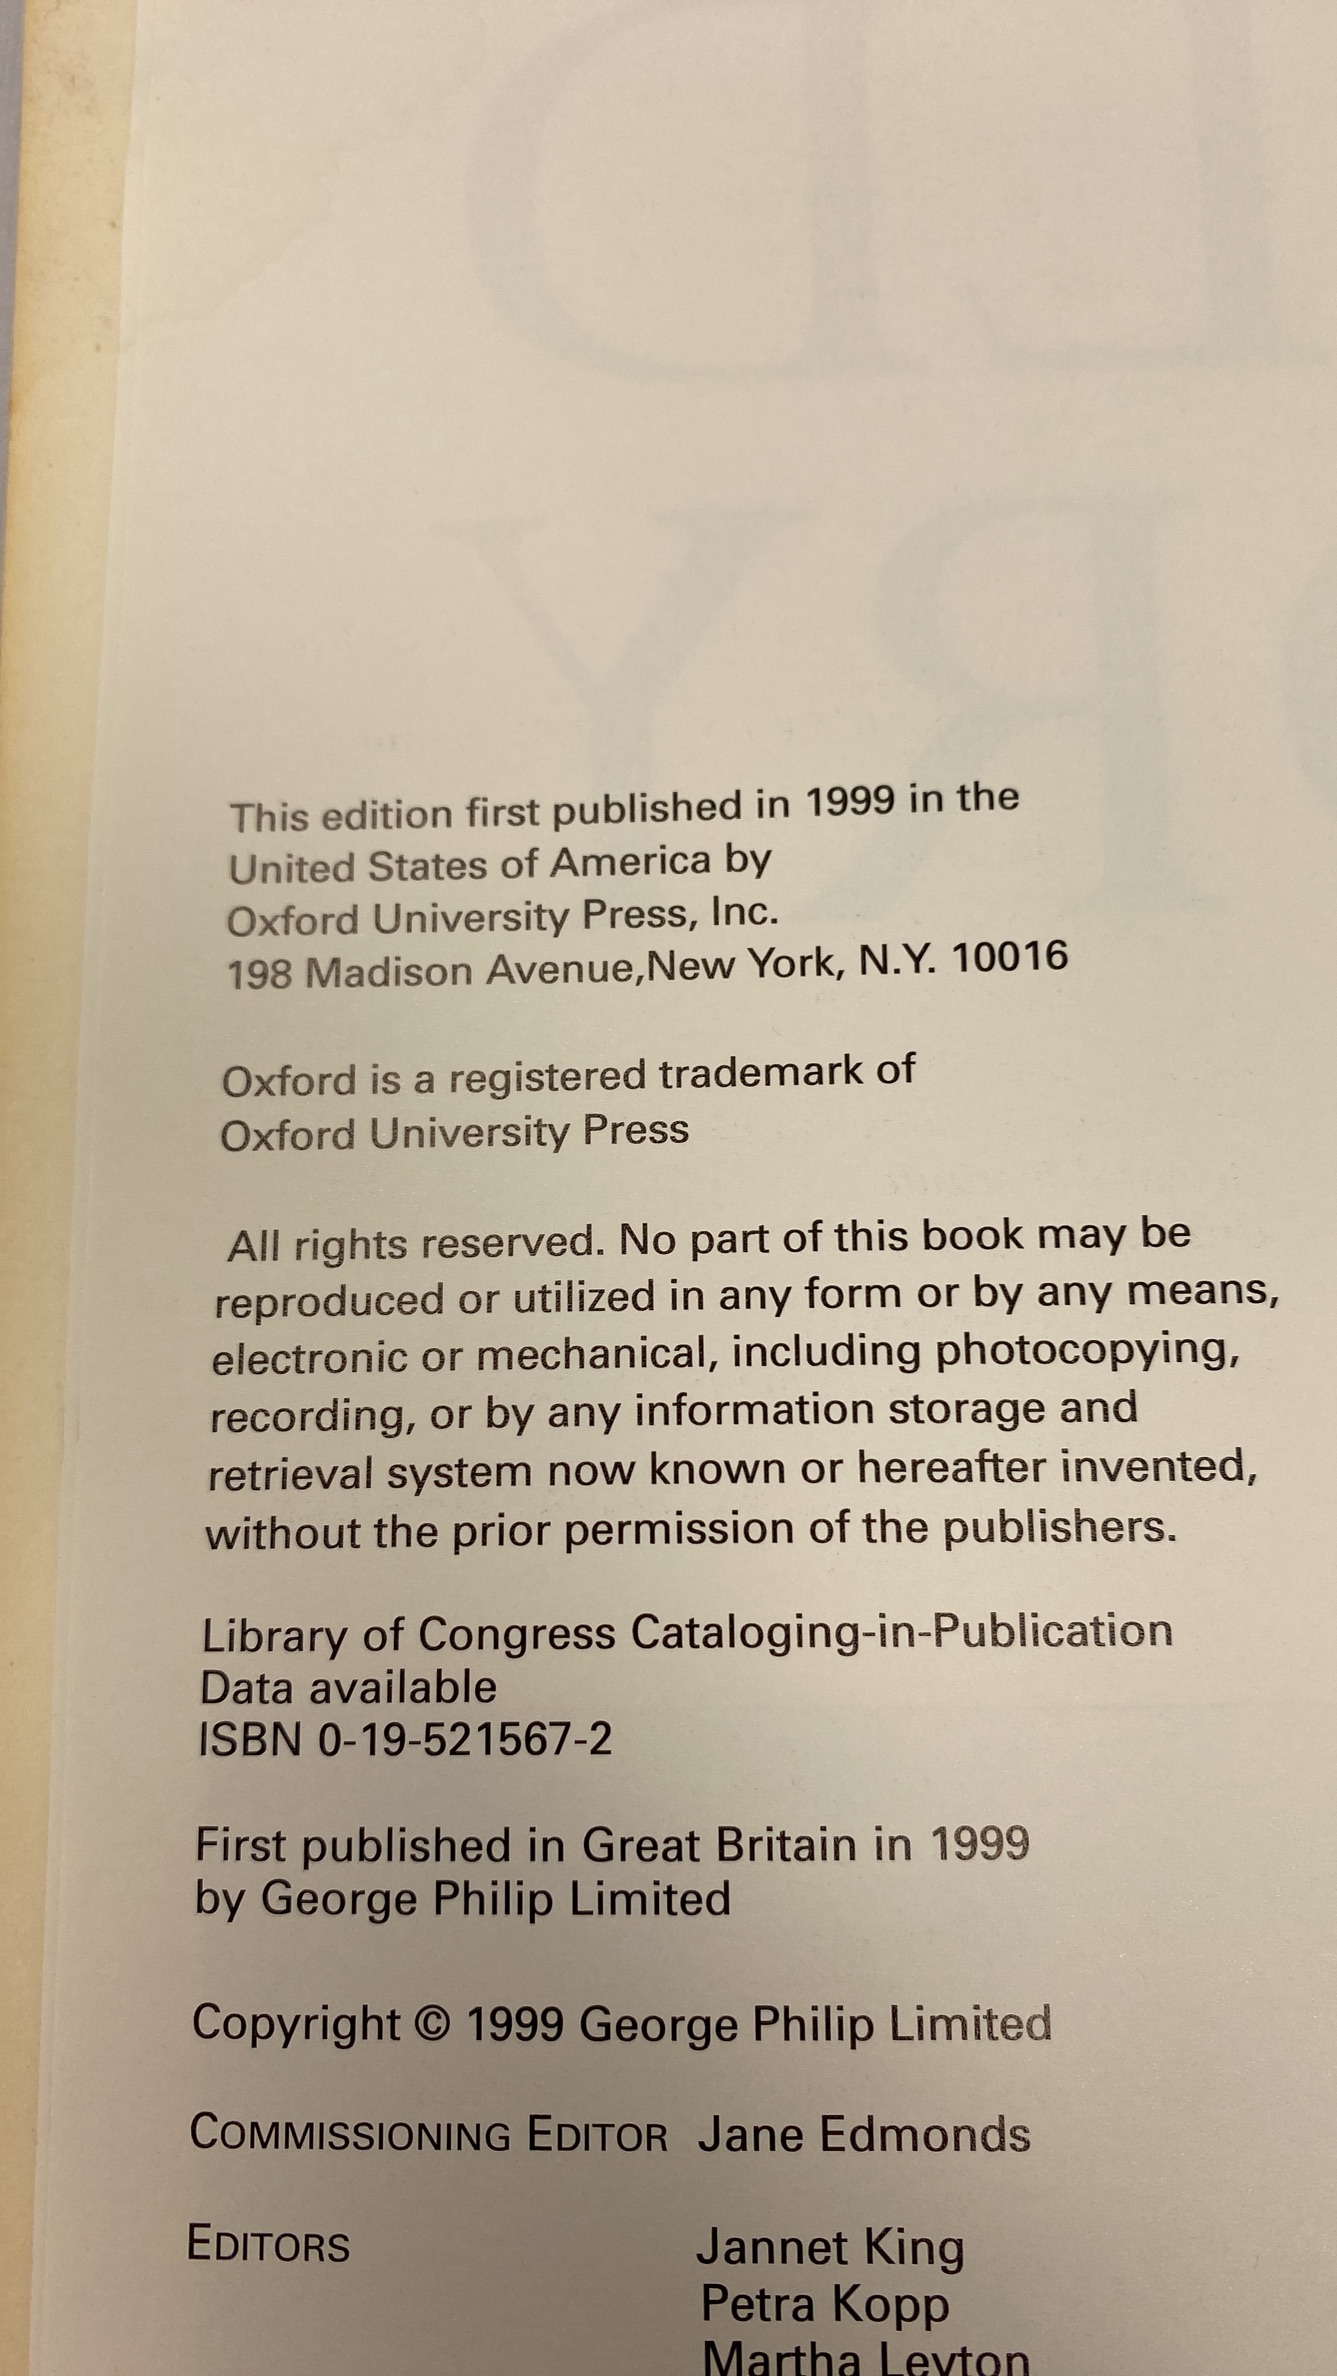 This edition first published in 1999 in the
United States of America by
Oxford University Press, Inc.
198 Madison Avenue,New York, N.Y. 10016
Oxford is a registered trademark of
Oxford University Press
All rights reserved. No part of this book may be
reproduced or utilized in any form or by any means,
electronic or mechanical, including photocopying,
recording, or by any information storage and
retrieval system now known or hereafter invented,
without the prior permission of the publishers.
Library of Congress Cataloging-in-Publication
Data available
ISBN 0-19-521567-2
First published in Great Britain in 1999
by George Philip Limited
Copyright © 1999 George Philip Limited
COMMISSIONING EDITOR Jane Edmonds
EDITORS Jannet King
Petra Kopp
Martha Leyton